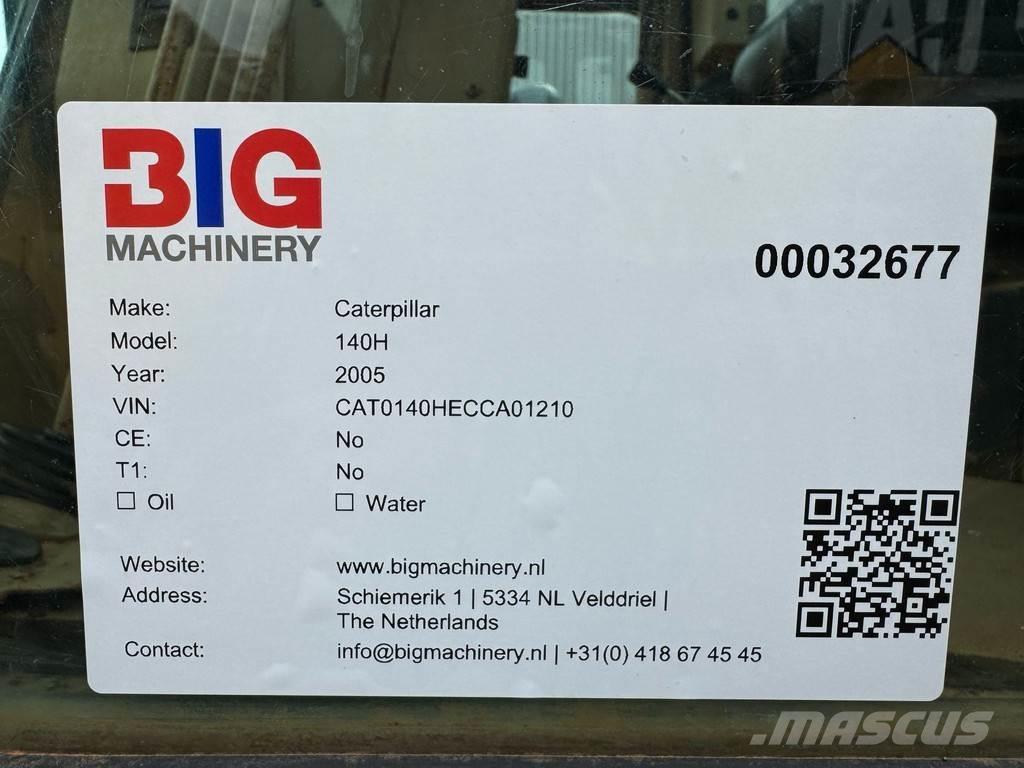 BIG
MACHINERY
00032677
Make: Caterpillar
Model: 140H
Year: 2005
VIN: CAT0140HECCA01210
CE: No
T1: No
☐ Oil ☐ Water
Website: www.bigmachinery.nl
Address: Schiemerik 1 | 5334 NL Velddriel |
The Netherlands
Contact: info@bigmachinery.nl | +31(0) 418 67 45 45
MASCUS